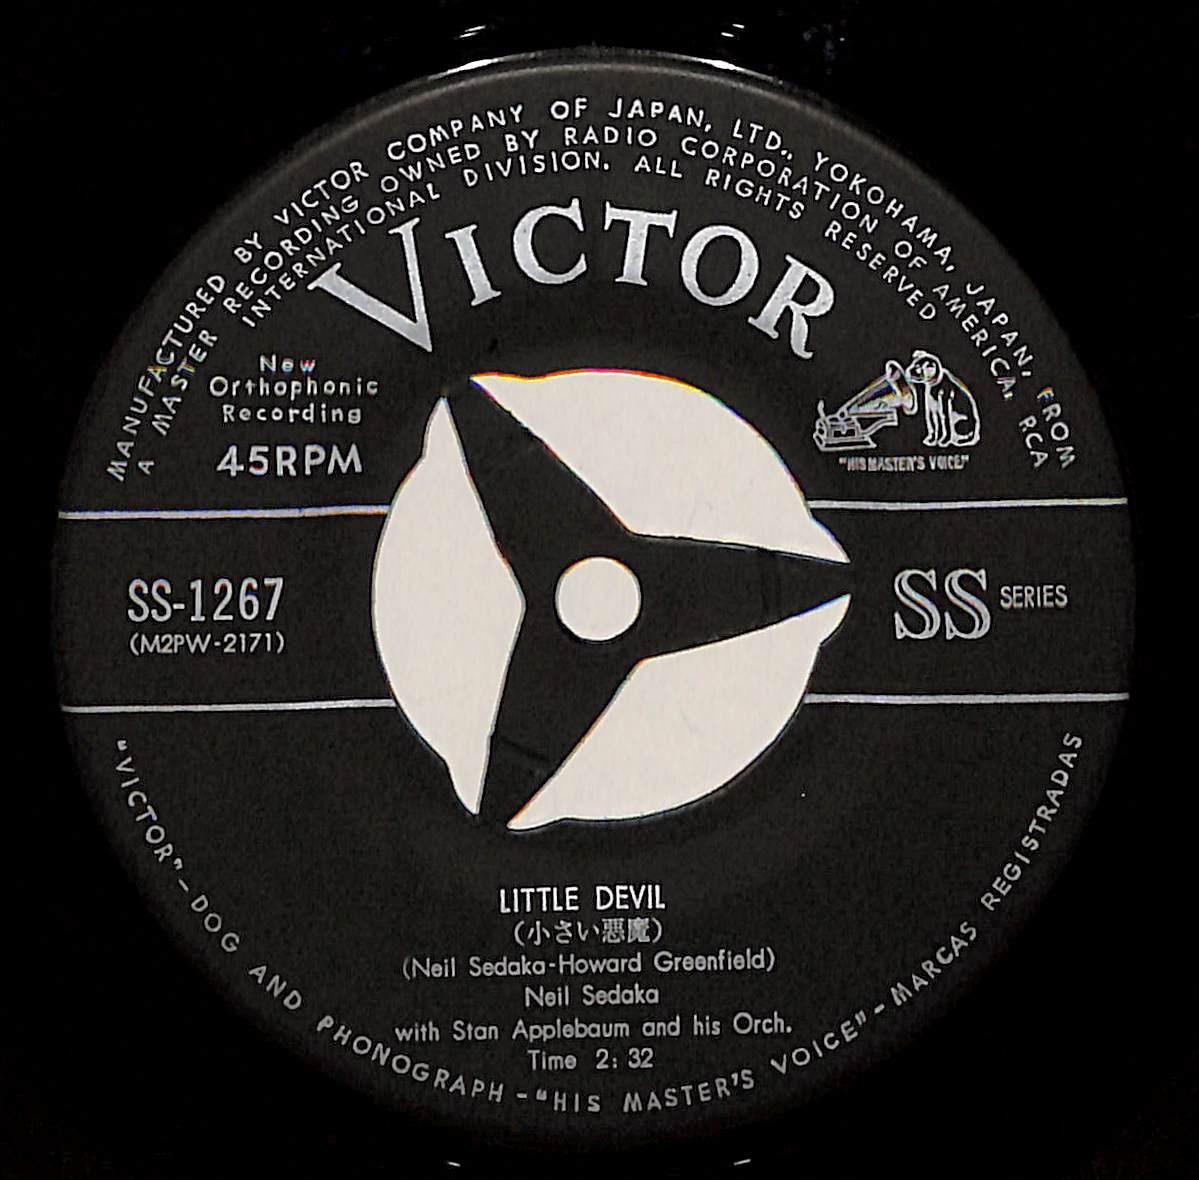 MANUFACTURED BY VICTOR COMPANY OF JAPAN, LTD., YOKOHAMA, JAPAN, FROM
A MASTER RECORDING OWNED BY RADIO CORPORATION OF AMERICA, RCA
INTERNATIONAL DIVISION. ALL RIGHTS RESERVED
VICTOR
New
Orthophonic
Recording
45RPM
"HIS MASTER'S VOICE"
SS-1267
(M2PW-2171)
SS SERIES
LITTLE DEVIL
(小さい悪魔)
(Neil Sedaka-Howard Greenfield)
Neil Sedaka
with Stan Applebaum and his Orch.
Time 2: 32
"VICTOR"-DOG AND PHONOGRAPH-"HIS MASTER'S VOICE"-MARCAS REGISTRADAS